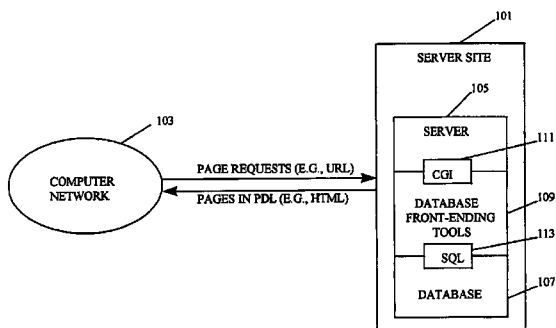 101
SERVER SITE
103
105
SERVER
111
PAGE REQUESTS (E.G., URL)
CGI
COMPUTER
NETWORK
PAGES IN PDL (E.G., HTML)
DATABASE
FRONT-ENDING
TOOLS
109
113
SQL
107
DATABASE